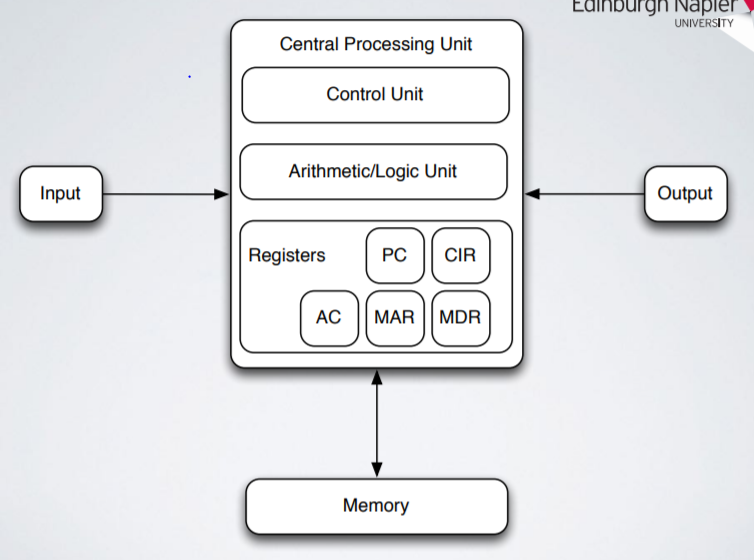 Edinburgh Napier
UNIVERSITY
Central Processing Unit
Control Unit
Arithmetic/Logic Unit
Input
Output
Registers
PC
CIR
AC
MAR
MDR
Memory